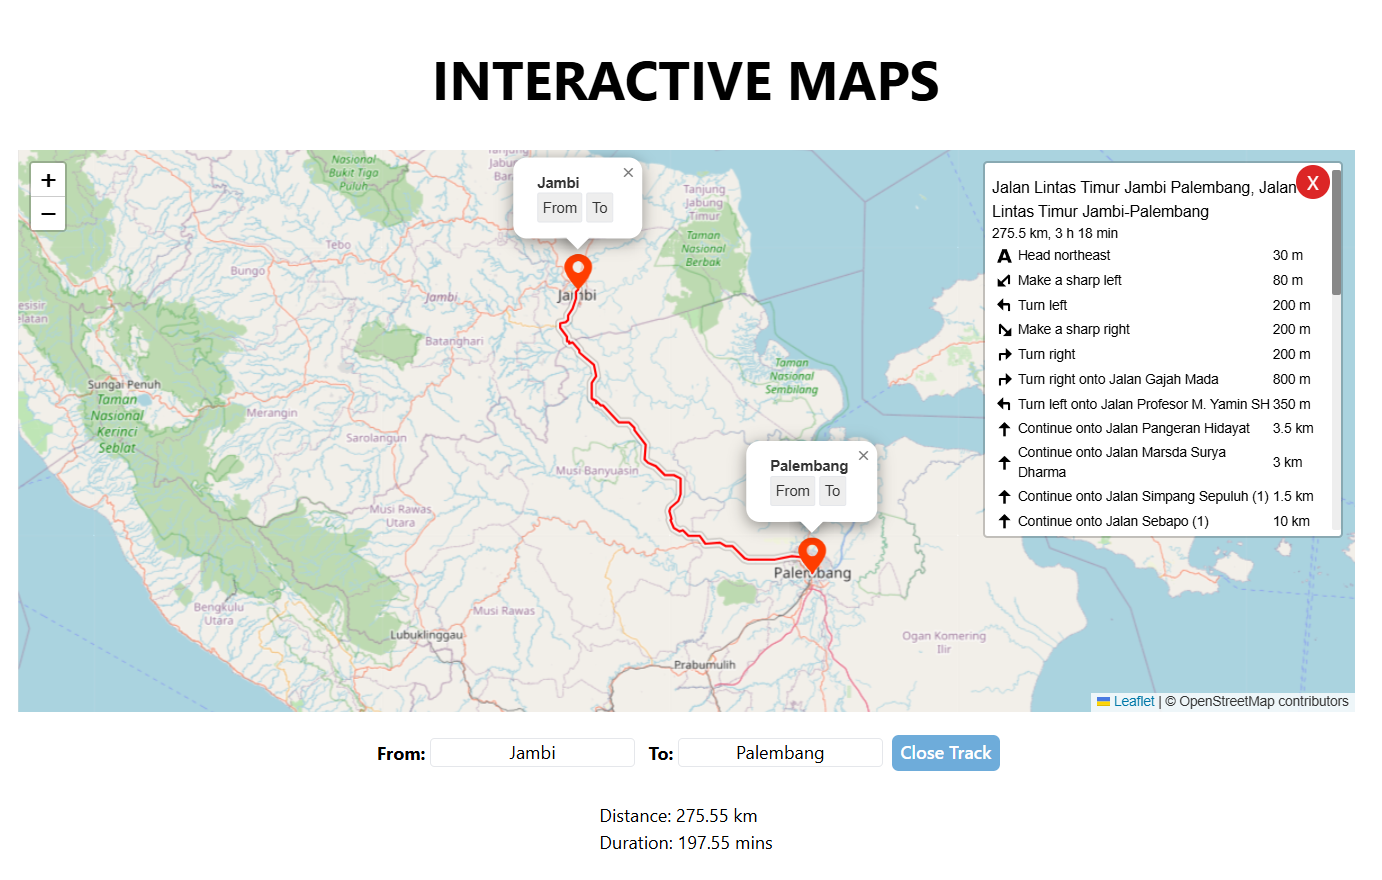 INTERACTIVE MAPS
+
−
Nasional
Bukit Tiga
Puluh
Tanjung
Jabung
Timur
Taman
Nasional
Berbak
Tebo
Bungo
Jambi
Batanghari
Sungai Penuh
Taman
Nasional
Kerinci
Seblat
Merangin
Sarolangun
Musi Banyuasin
Musi Rawas
Utara
Taman
Nasional
Sembilang
Bengkulu
Utara
Musi Rawas
Lubuklinggau
Prabumulih
Ogan Komering
Ilir
Jambi
×
From
To
Jambi
Palembang
×
From
To
Palembang
X
Jalan Lintas Timur Jambi Palembang, Jalan
Lintas Timur Jambi-Palembang
275.5 km, 3 h 18 min
A Head northeast 30 m
Make a sharp left 80 m
Turn left 200 m
Make a sharp right 200 m
Turn right 200 m
Turn right onto Jalan Gajah Mada 800 m
Turn left onto Jalan Profesor M. Yamin SH 350 m
Continue onto Jalan Pangeran Hidayat 3.5 km
Continue onto Jalan Marsda Surya
Dharma 3 km
Continue onto Jalan Simpang Sepuluh (1) 1.5 km
Continue onto Jalan Sebapo (1) 10 km
Leaflet | © OpenStreetMap contributors
From: Jambi To: Palembang Close Track
Distance: 275.55 km
Duration: 197.55 mins